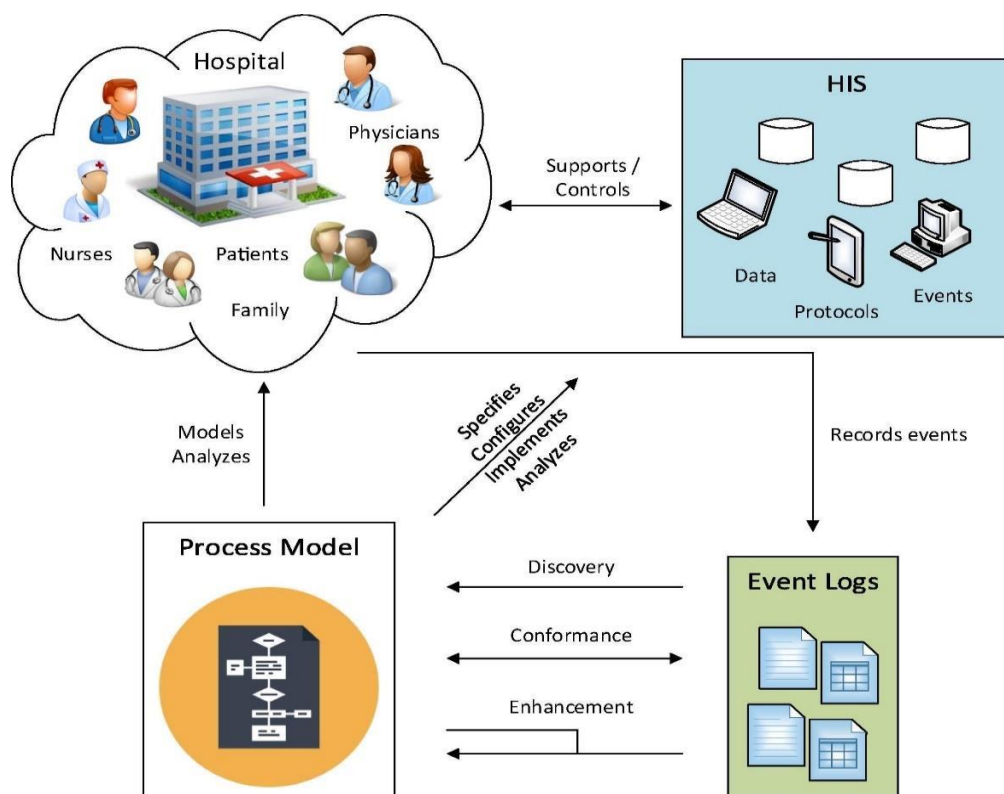 Hospital
Physicians
Nurses
Patients
Family
HIS
Data
Protocols
Events
Supports /
Controls
Models
Analyzes
Specifies
Configures
Implements
Analyzes
Records events
Process Model
Discovery
Conformance
Enhancement
Event Logs